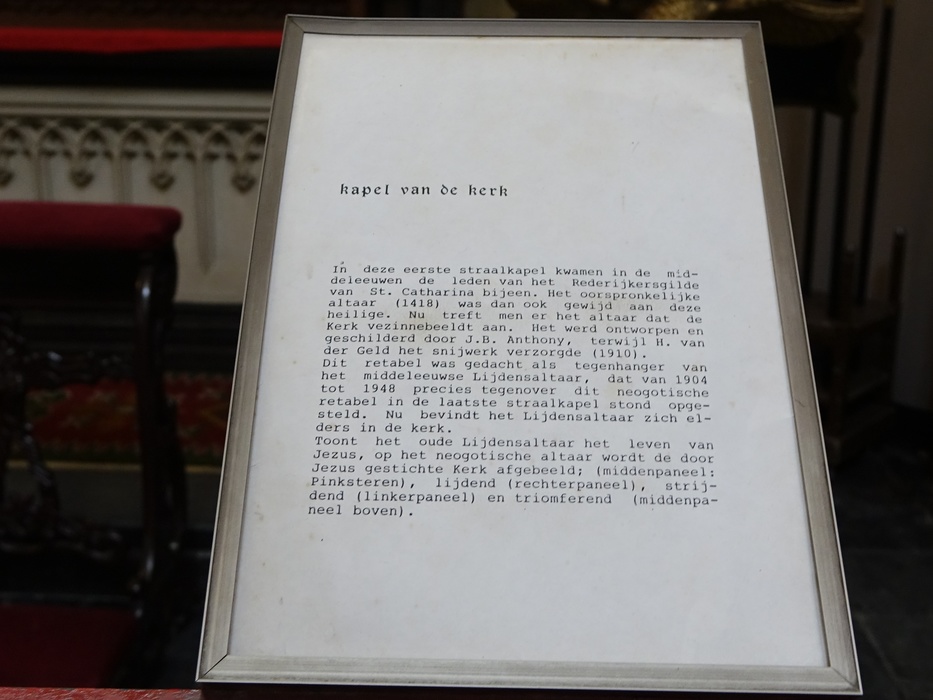 kapel van de kerk
In deze eerste straalkapel kwamen in de mid-
deleeuwen de leden van het Rederijkersgilde
van St. Catharina bijeen. Het oorspronkelijke
altaar (1418) was dan ook gewijd aan deze
heilige. Nu treft men er het altaar dat de
Kerk vezinnebeeldt aan. Het werd ontworpen en
geschilderd door J.B. Anthony, terwijl H. van
der Geld het snijwerk verzorgde (1910).
Dit retabel was gedacht als tegenhanger van
het middeleeuwse Lijdensaltaar, dat van 1904
tot 1948 precies tegenover dit neogotische
retabel in de laatste straalkapel stond opge-
steld. Nu bevindt het Lijdensaltaar zich el-
ders in de kerk.
Toont het oude Lijdensaltaar het leven van
Jezus, op het neogotische altaar wordt de door
Jezus gestichte Kerk afgebeeld; (middenpaneel:
Pinksteren), lijdend (rechterpaneel), strij-
dend (linkerpaneel) en triomferend (middenpa-
neel boven).